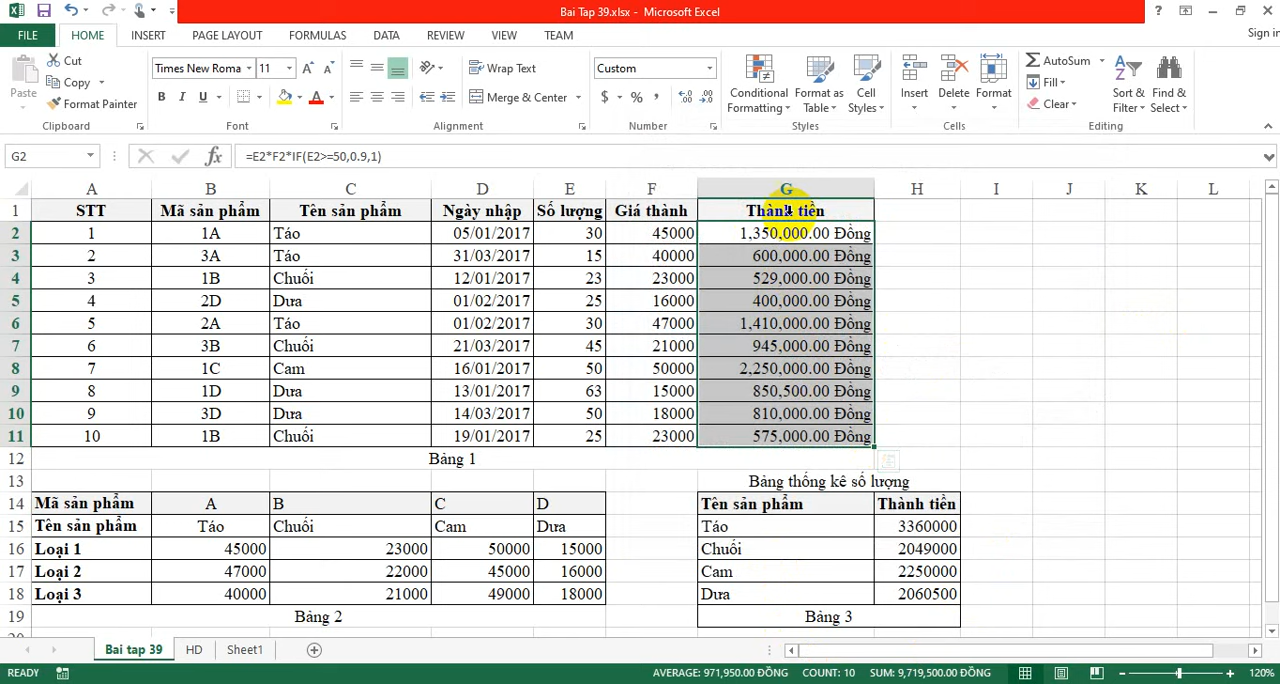 Bai Tap 39.xlsx - Microsoft Excel
FILE HOME INSERT PAGE LAYOUT FORMULAS DATA REVIEW VIEW TEAM Sign in
Paste Cut Copy Format Painter Clipboard
Times New Roma 11 B I U Font
Wrap Text Merge & Center Alignment
Custom $ % Number
Conditional Formatting Format as Table Cell Styles Styles
Insert Delete Format Cells
AutoSum Fill Clear Sort & Filter Find & Select Editing
G2 fx =E2*F2*IF(E2>=50,0.9,1)
A B C D E F G H I J K L
1 STT Mã sản phẩm Tên sản phẩm Ngày nhập Số lượng Giá thành Thành tiền
2 1 1A Táo 05/01/2017 30 45000 1,350,000.00 Đồng
3 2 3A Táo 31/03/2017 15 40000 600,000.00 Đồng
4 3 1B Chuối 12/01/2017 23 23000 529,000.00 Đồng
5 4 2D Dưa 01/02/2017 25 16000 400,000.00 Đồng
6 5 2A Táo 01/02/2017 30 47000 1,410,000.00 Đồng
7 6 3B Chuối 21/03/2017 45 21000 945,000.00 Đồng
8 7 1C Cam 16/01/2017 50 50000 2,250,000.00 Đồng
9 8 1D Dưa 13/01/2017 63 15000 850,500.00 Đồng
10 9 3D Dưa 14/03/2017 50 18000 810,000.00 Đồng
11 10 1B Chuối 19/01/2017 25 23000 575,000.00 Đồng
12 Bảng 1
13 Bảng thống kê số lượng
14 Mã sản phẩm A B C D Tên sản phẩm Thành tiền
15 Tên sản phẩm Táo Chuối Cam Dưa Táo 3360000
16 Loại 1 45000 23000 50000 15000 Chuối 2049000
17 Loại 2 47000 22000 45000 16000 Cam 2250000
18 Loại 3 40000 21000 49000 18000 Dưa 2060500
19 Bảng 2 Bảng 3
Bai tap 39 HD Sheet1
READY AVERAGE: 971,950.00 ĐỒNG COUNT: 10 SUM: 9,719,500.00 ĐỒNG 120%